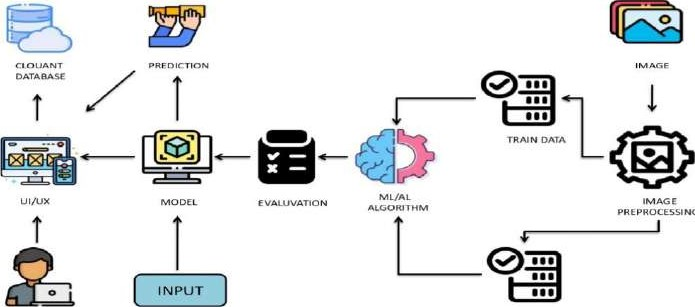 CLOUANT
DATABASE
PREDICTION
IMAGE
TRAIN DATA
UI/UX
MODEL
EVALUVATION
ML/AL
ALGORITHM
IMAGE
PREPROCESSING
INPUT